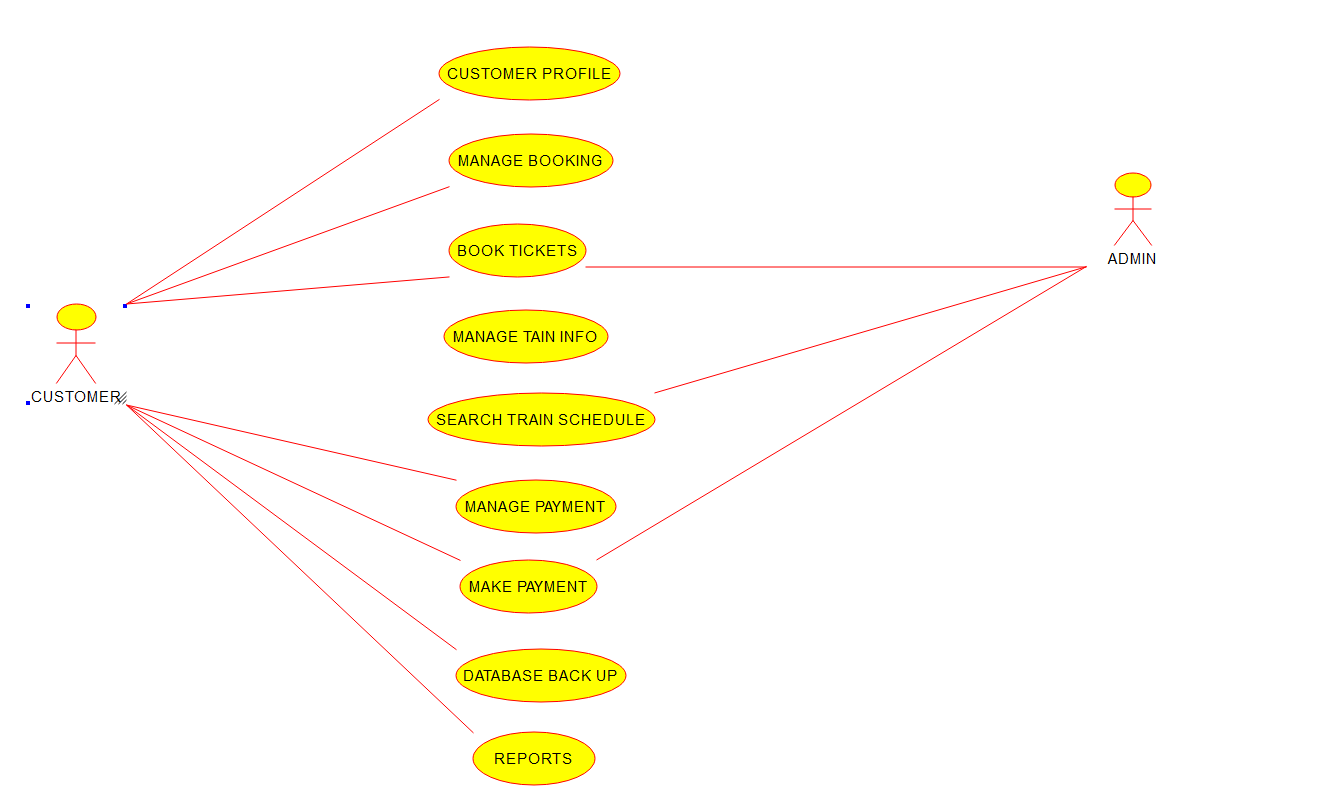 CUSTOMER PROFILE
MANAGE BOOKING
BOOK TICKETS
ADMIN
MANAGE TAIN INFO
CUSTOMER
SEARCH TRAIN SCHEDULE
MANAGE PAYMENT
MAKE PAYMENT
DATABASE BACK UP
REPORTS